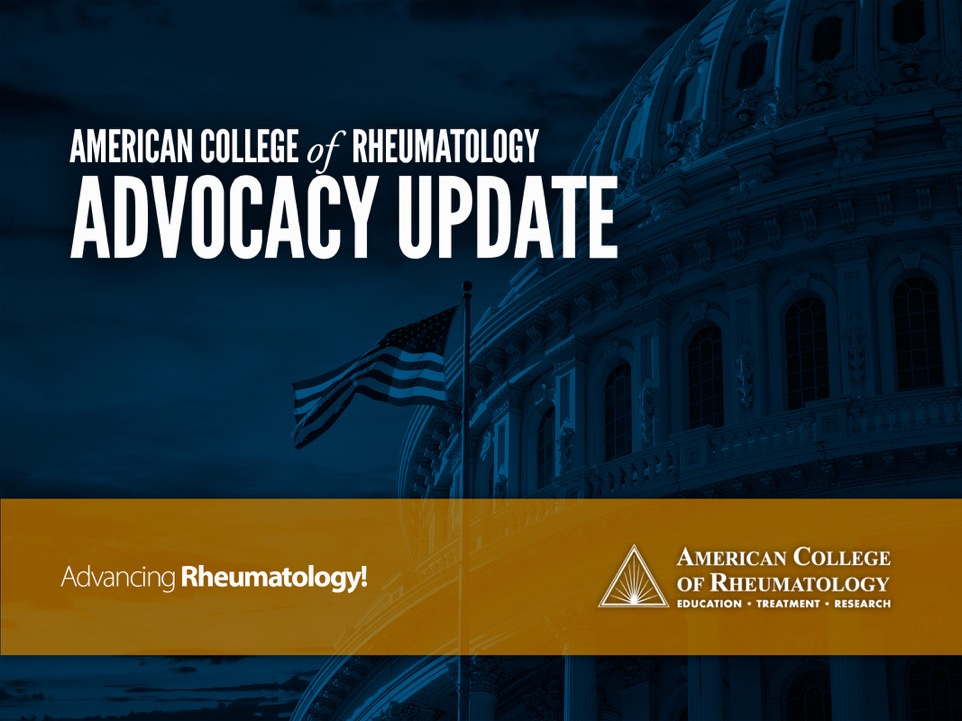 AMERICAN COLLEGE of RHEUMATOLOGY
ADVOCACY UPDATE
Advancing Rheumatology!
AMERICAN COLLEGE
OF RHEUMATOLOGY
EDUCATION • TREATMENT • RESEARCH